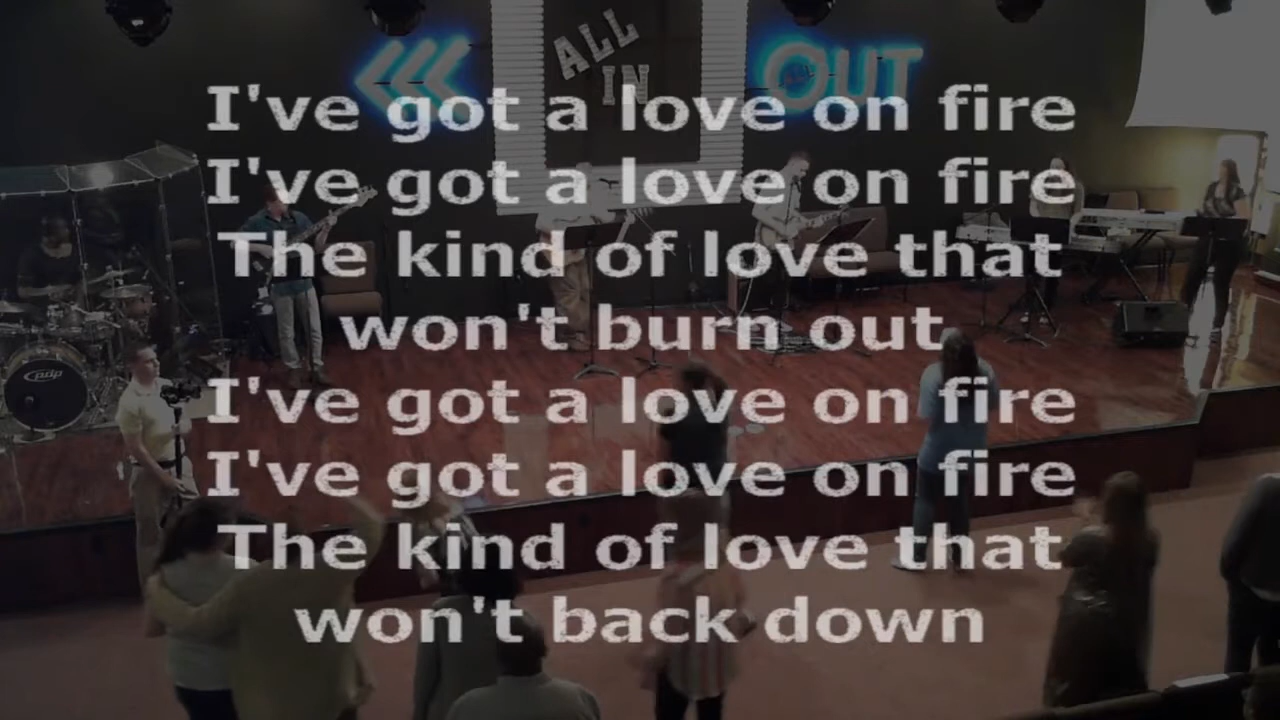 ALL
IN
OUT
I've got a love on fire
I've got a love on fire
The kind of love that
won't burn out
I've got a love on fire
I've got a love on fire
The kind of love that
won't back down
pdp